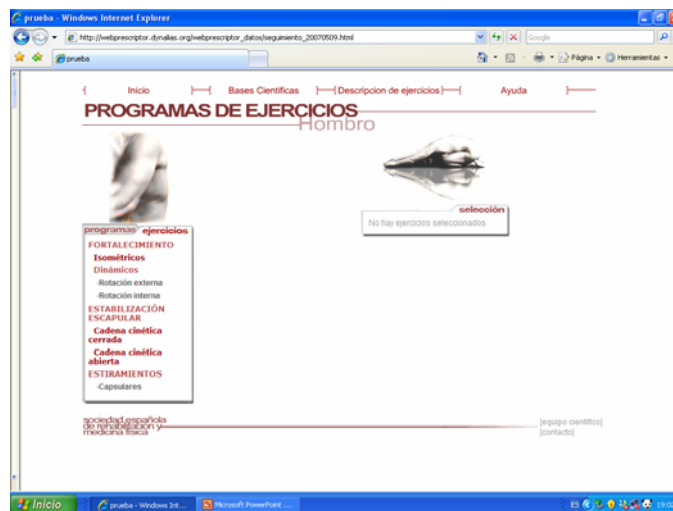 prueba - Windows Internet Explorer
http://webprescriptor.dynalias.org/webprescriptor_datos/seguimiento_20070509.html
Google
prueba
Página
Herramientas
Inicio
Bases Cientificas
Descripcion de ejercicios
Ayuda
PROGRAMAS DE EJERCICIOS
Hombro
selección
No hay ejercicios seleccionados
programas
ejercicios
FORTALECIMIENTO
Isométricos
Dinámicos
-Rotación externa
-Rotación interna
ESTABILIZACIÓN
ESCAPULAR
Cadena cinética
cerrada
Cadena cinética
abierta
ESTIRAMIENTOS
-Capsulares
sociedad española
de rehabilitación y
medicina física
[equipo científico]
[contacto]
Inicio
prueba - Windows Int...
Microsoft PowerPoint ...
ES